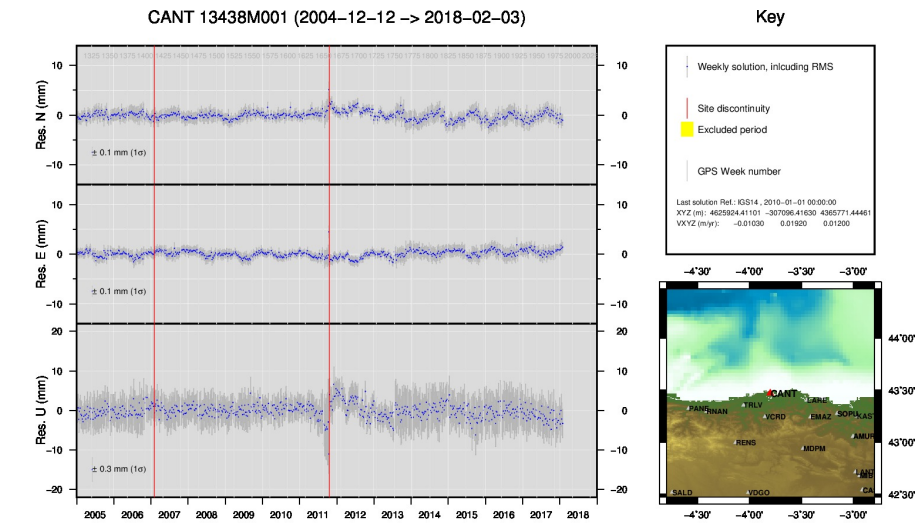 CANT 13438M001 (2004−12−12 −> 2018−02−03)
Key
Res. N (mm)
10
0
−10
10
0
−10
± 0.1 mm (1σ)
Res. E (mm)
10
0
−10
10
0
−10
± 0.1 mm (1σ)
Res. U (mm)
20
10
0
−10
−20
20
10
0
−10
−20
± 0.3 mm (1σ)
2005 2006 2007 2008 2009 2010 2011 2012 2013 2014 2015 2016 2017 2018
Weekly solution, inlcuding RMS
Site discontinuity
Excluded period
GPS Week number
Last solution Ref.: IGS14 , 2010−01−01 00:00:00
XYZ (m): 4625924.41101 −307096.41630 4365771.44461
VXYZ (m/yr): −0.01030 0.01920 0.01200
−4˚30' −4˚00' −3˚30' −3˚00'
44˚00'
CANT
43˚30'
PANE RNAN TRLV
VCRD EMAZ SOPU
AMUR
RENS MDPM
43˚00'
SALD VDGO
42˚30'
−4˚30' −4˚00' −3˚30' −3˚00'